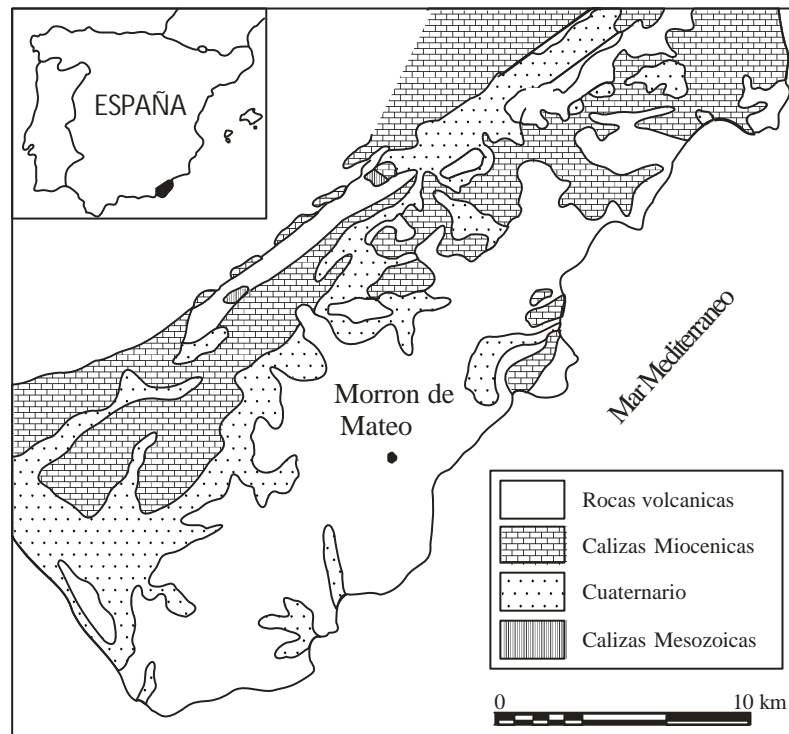 ESPAÑA
Morron de
Mateo
Mar Mediterraneo
Rocas volcanicas
Calizas Miocenicas
Cuaternario
Calizas Mesozoicas
0 10 km